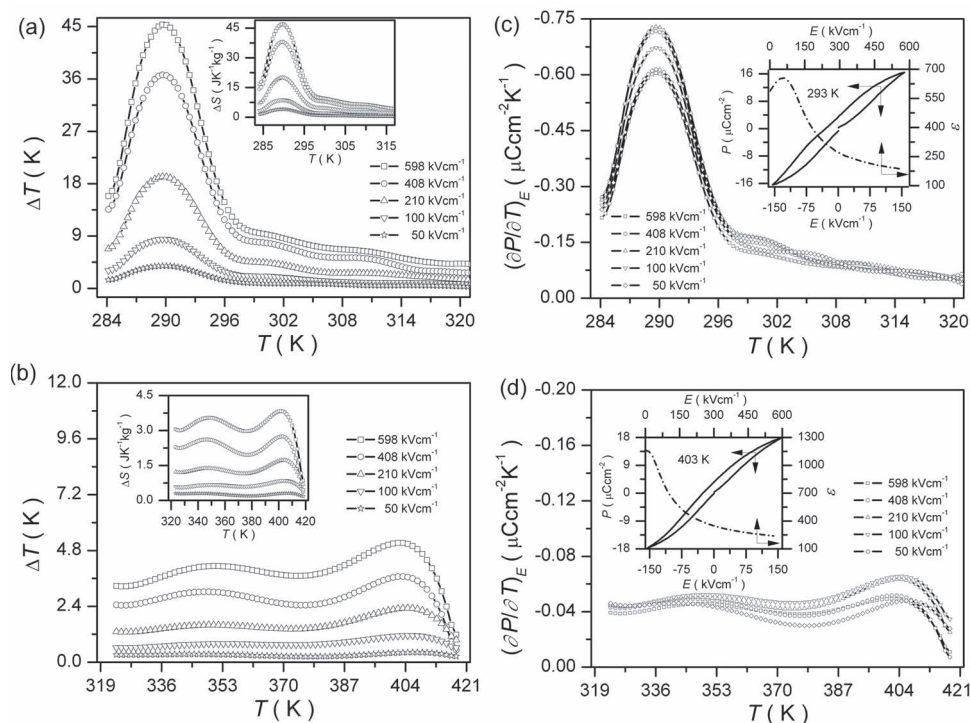 (a)
ΔT (K)
45
36
27
18
9
0
284 290 296 302 308 314 320
T ( K )
ΔS ( JK⁻¹kg⁻¹ )
45
30
15
0
285 295 305 315
T ( K )
598 kVcm⁻¹
408 kVcm⁻¹
210 kVcm⁻¹
100 kVcm⁻¹
50 kVcm⁻¹
(c)
(∂P/∂T)E ( μCcm⁻²K⁻¹ )
-0.75
-0.60
-0.45
-0.30
-0.15
0.00
284 290 296 302 308 314 320
T ( K )
598 kVcm⁻¹
408 kVcm⁻¹
210 kVcm⁻¹
100 kVcm⁻¹
50 kVcm⁻¹
E ( kVcm⁻¹ )
0 150 300 450 600
P ( μCcm⁻² )
16
8
0
-8
-16
293 K
700
550
400
250
100
ε
-150 -75 0 75 150
E ( kVcm⁻¹ )
(b)
ΔT (K)
12.0
9.6
7.2
4.8
2.4
0.0
319 336 353 370 387 404 421
T ( K )
ΔS ( JK⁻¹kg⁻¹ )
4.5
3.0
1.5
0.0
320 340 360 380 400 420
T ( K )
598 kVcm⁻¹
408 kVcm⁻¹
210 kVcm⁻¹
100 kVcm⁻¹
50 kVcm⁻¹
(d)
(∂P/∂T)E ( μCcm⁻²K⁻¹ )
-0.20
-0.16
-0.12
-0.08
-0.04
0.00
319 336 353 370 387 404 421
T ( K )
598 kVcm⁻¹
408 kVcm⁻¹
210 kVcm⁻¹
100 kVcm⁻¹
50 kVcm⁻¹
E ( kVcm⁻¹ )
0 150 300 450 600
P ( μCcm⁻² )
18
9
0
-9
-18
403 K
1300
1000
700
400
100
ε
-150 -75 0 75 150
E ( kVcm⁻¹ )